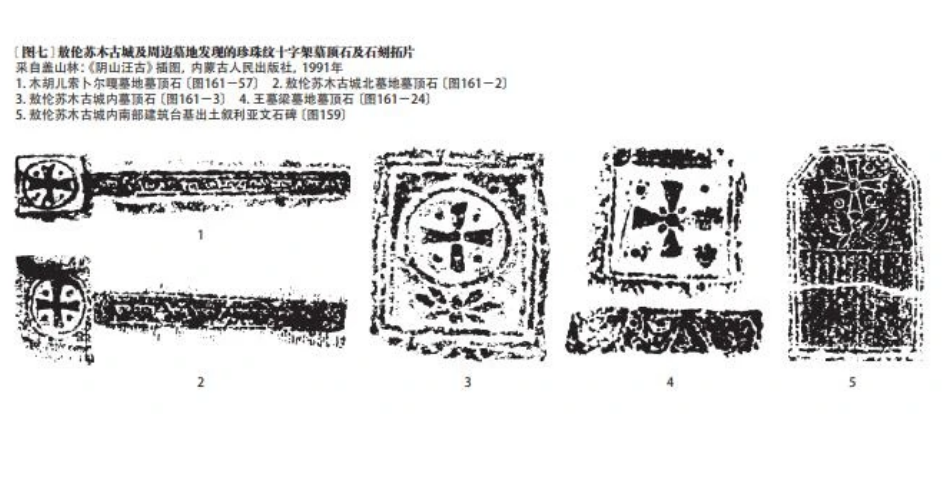 ［图七］敖伦苏木古城及周边墓地发现的珍珠纹十字架墓顶石及石刻拓片
采自盖山林：《阴山汪古》插图，内蒙古人民出版社，1991年
1. 木胡儿索卜尔嘎墓地墓顶石〔图161－57〕 2. 敖伦苏木古城北墓地墓顶石〔图161－2〕
3. 敖伦苏木古城内墓顶石〔图161－3〕 4. 王墓梁墓地墓顶石〔图161－24〕
5. 敖伦苏木古城内南部建筑台基出土叙利亚文石碑〔图159〕
1
2
3
4
5